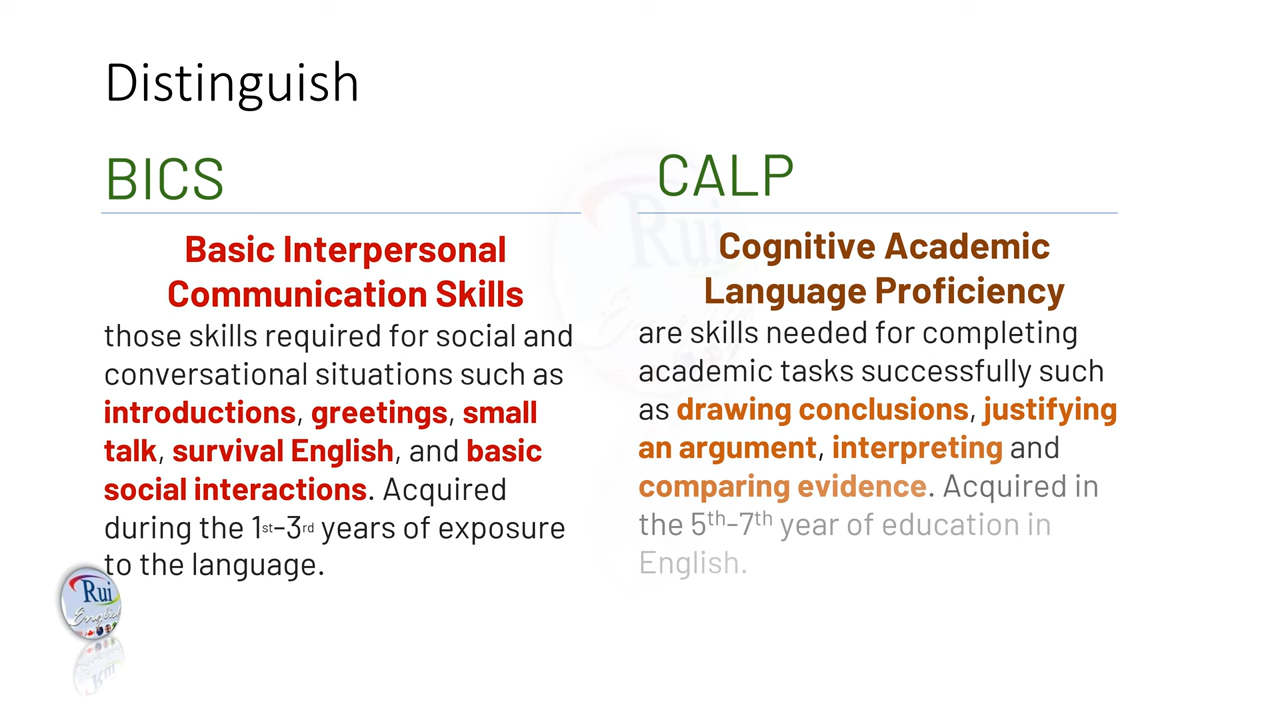 Distinguish
BICS
Basic Interpersonal
Communication Skills
those skills required for social and
conversational situations such as
introductions, greetings, small
talk, survival English, and basic
social interactions. Acquired
during the 1st–3rd years of exposure
to the language.
CALP
Cognitive Academic
Language Proficiency
are skills needed for completing
academic tasks successfully such
as drawing conclusions, justifying
an argument, interpreting and
comparing evidence. Acquired in
the 5th–7th year of education in
English.
Rui
English